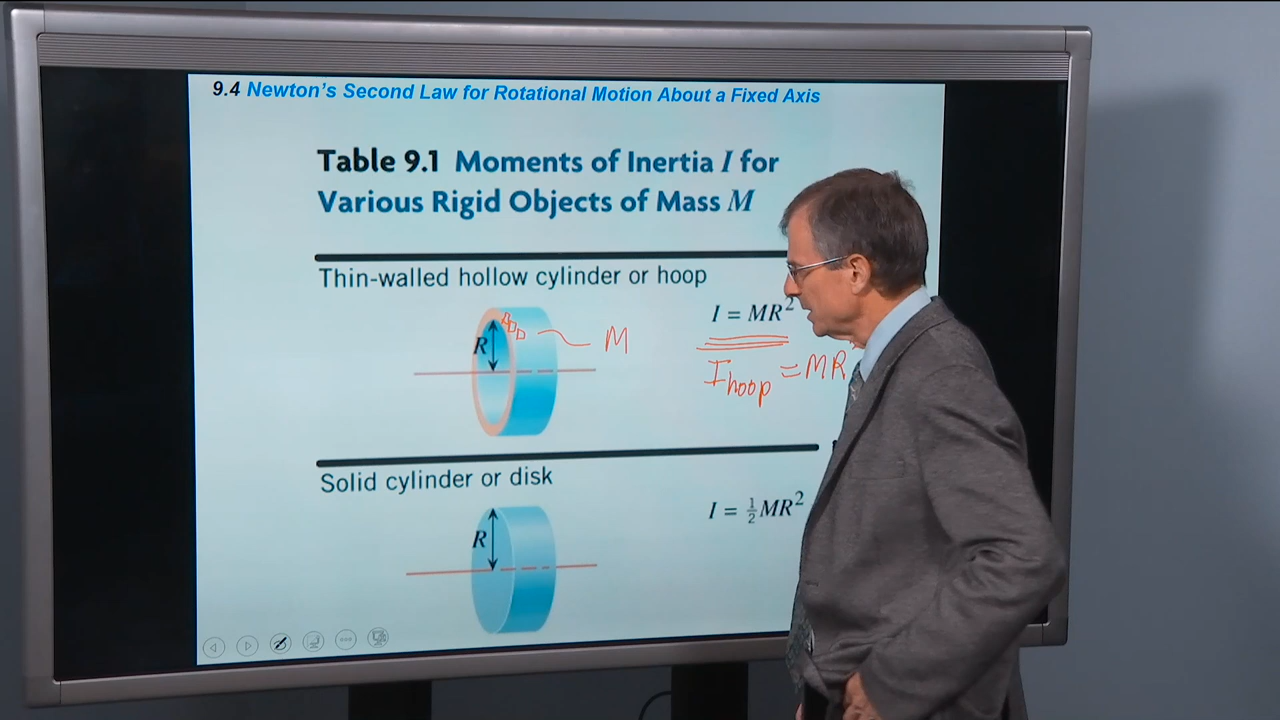 9.4 Newton's Second Law for Rotational Motion About a Fixed Axis
Table 9.1 Moments of Inertia I for
Various Rigid Objects of Mass M
Thin-walled hollow cylinder or hoop
I = MR²
R
M
I hoop = MR
Solid cylinder or disk
I = ½MR²
R